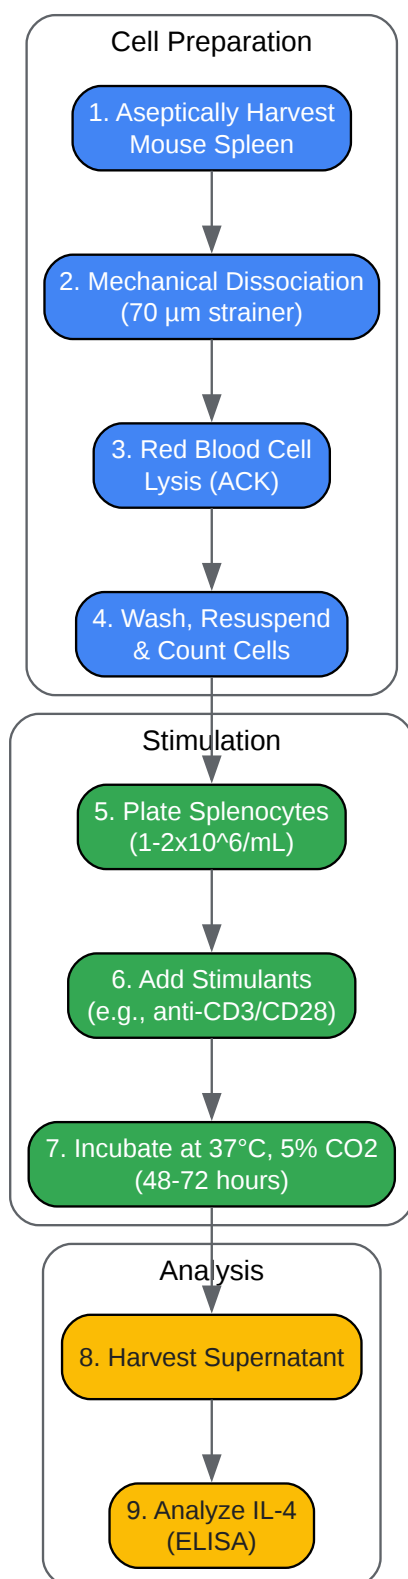 Cell Preparation
1. Aseptically Harvest
Mouse Spleen
2. Mechanical Dissociation
(70 µm strainer)
3. Red Blood Cell
Lysis (ACK)
4. Wash, Resuspend
& Count Cells
Stimulation
5. Plate Splenocytes
(1-2x10^6/mL)
6. Add Stimulants
(e.g., anti-CD3/CD28)
7. Incubate at 37°C, 5% CO2
(48-72 hours)
Analysis
8. Harvest Supernatant
9. Analyze IL-4
(ELISA)